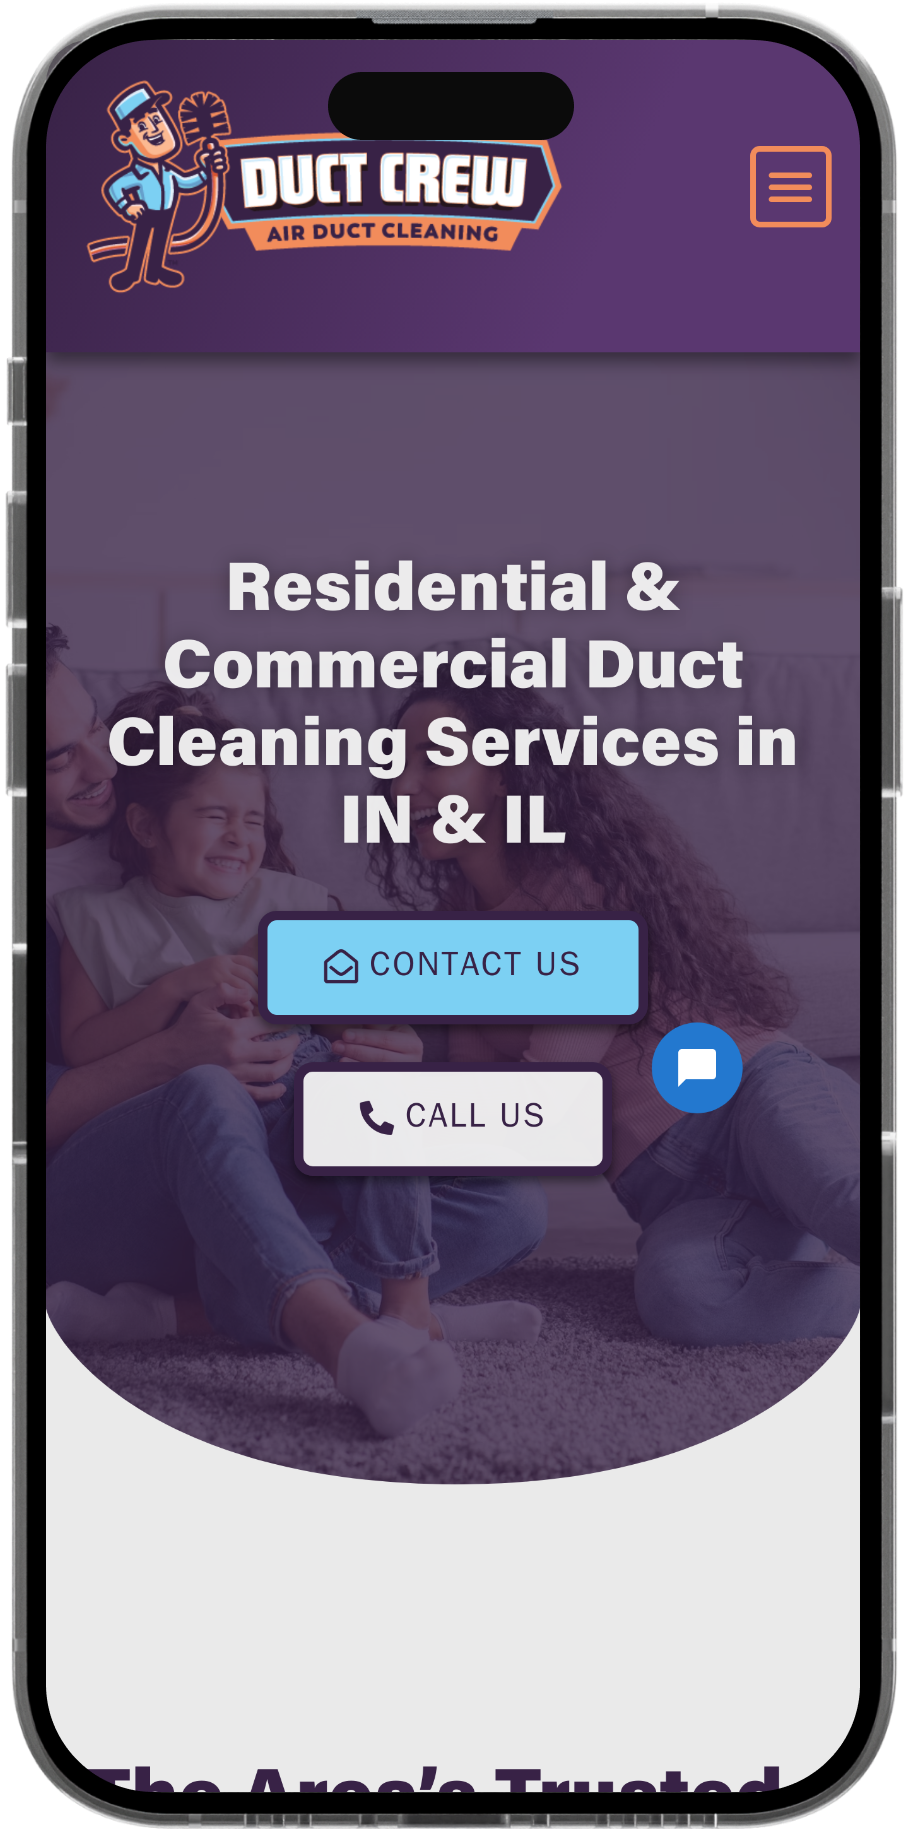 DUCT CREW
AIR DUCT CLEANING
Residential &
Commercial Duct
Cleaning Services in
IN & IL
CONTACT US
CALL US
The Area's Trusted